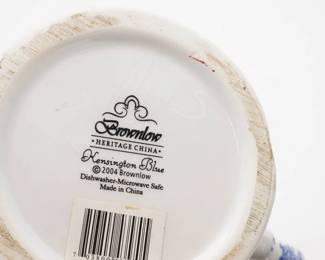 Brownlow
• HERITAGE CHINA •
Kensington Blue
© 2004 Brownlow
Dishwasher-Microwave Safe
Made in China